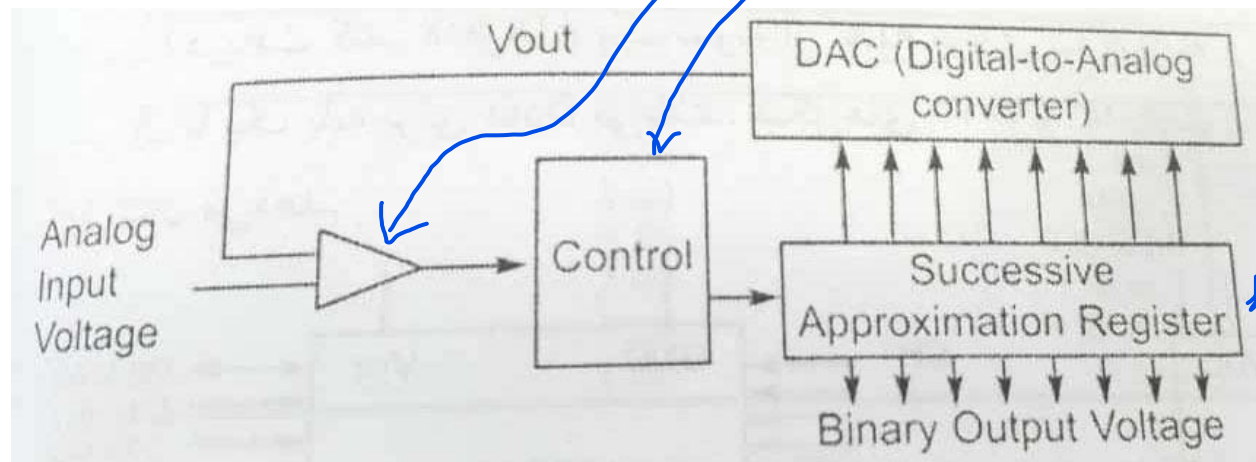 Vout
DAC (Digital-to-Analog
converter)
Analog
Input
Voltage
Control
Successive
Approximation Register
Binary Output Voltage